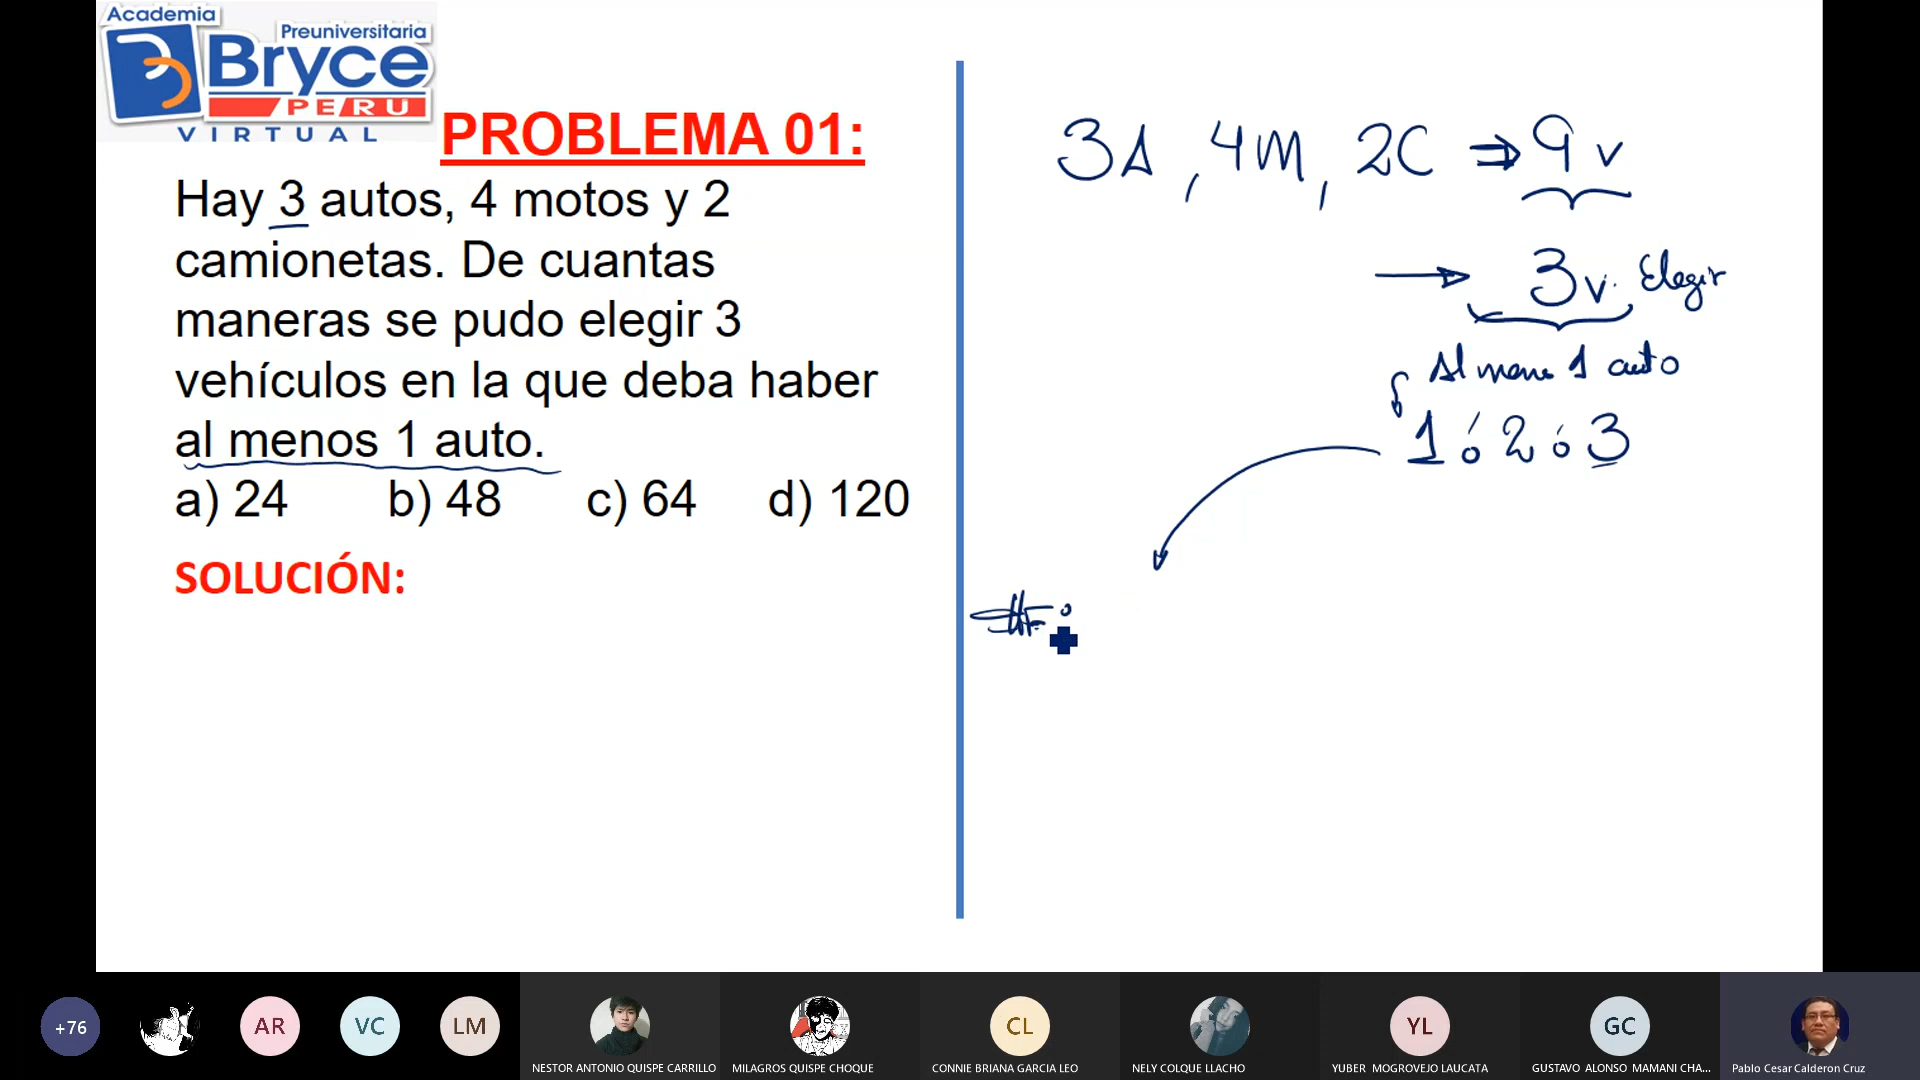 Academia
Preuniversitaria
Bryce
PERU
VIRTUAL
PROBLEMA 01:
Hay 3 autos, 4 motos y 2
camionetas. De cuantas
maneras se pudo elegir 3
vehículos en la que deba haber
al menos 1 auto.
a) 24 b) 48 c) 64 d) 120
SOLUCIÓN:
3A, 4M, 2C ⇒ 9 v
→ 3 v. Elegir
Al menos 1 auto
1 ó 2 ó 3
+76
AR
VC
LM
NESTOR ANTONIO QUISPE CARRILLO
MILAGROS QUISPE CHOQUE
CL
CONNIE BRIANA GARCIA LEO
NELY COLQUE LLACHO
YL
YUBER MOGROVEJO LAUCATA
GC
GUSTAVO ALONSO MAMANI CHA...
Pablo Cesar Calderon Cruz